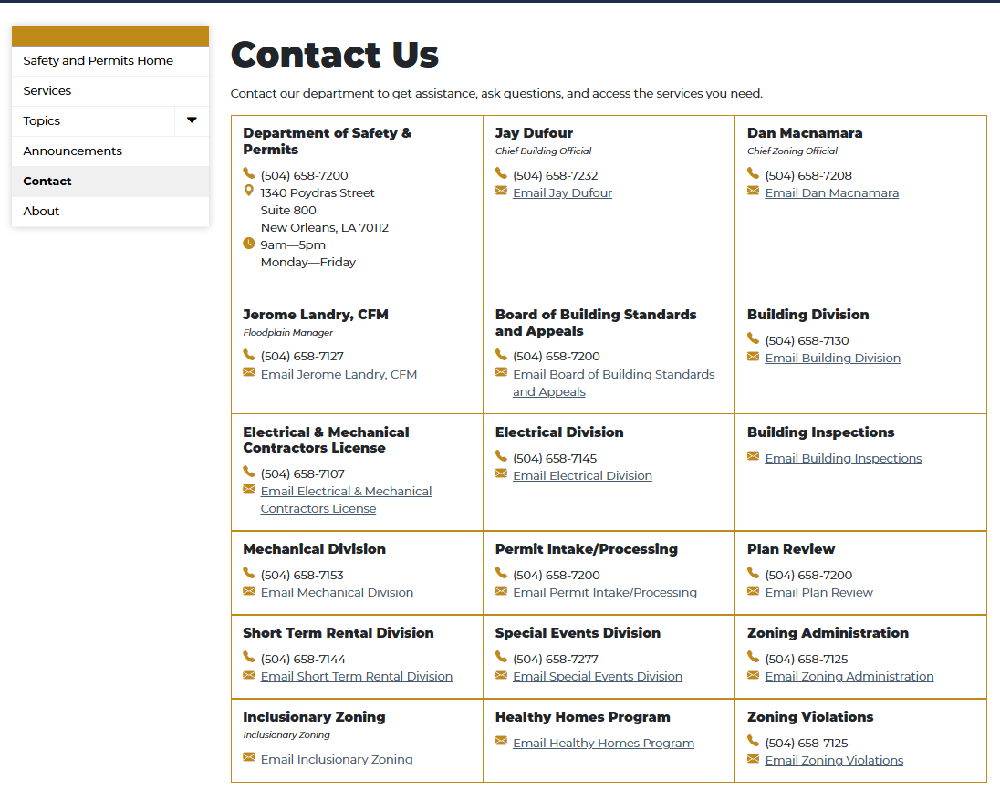 Safety and Permits Home
Services
Topics
Announcements
Contact
About
Contact Us
Contact our department to get assistance, ask questions, and access the services you need.
Department of Safety &
Permits
(504) 658-7200
1340 Poydras Street
Suite 800
New Orleans, LA 70112
9am—5pm
Monday—Friday
Jay Dufour
Chief Building Official
(504) 658-7232
Email Jay Dufour
Dan Macnamara
Chief Zoning Official
(504) 658-7208
Email Dan Macnamara
Jerome Landry, CFM
Floodplain Manager
(504) 658-7127
Email Jerome Landry, CFM
Board of Building Standards
and Appeals
(504) 658-7200
Email Board of Building Standards
and Appeals
Building Division
(504) 658-7130
Email Building Division
Electrical & Mechanical
Contractors License
(504) 658-7107
Email Electrical & Mechanical
Contractors License
Electrical Division
(504) 658-7145
Email Electrical Division
Building Inspections
Email Building Inspections
Mechanical Division
(504) 658-7153
Email Mechanical Division
Permit Intake/Processing
(504) 658-7200
Email Permit Intake/Processing
Plan Review
(504) 658-7200
Email Plan Review
Short Term Rental Division
(504) 658-7144
Email Short Term Rental Division
Special Events Division
(504) 658-7277
Email Special Events Division
Zoning Administration
(504) 658-7125
Email Zoning Administration
Inclusionary Zoning
Inclusionary Zoning
Email Inclusionary Zoning
Healthy Homes Program
Email Healthy Homes Program
Zoning Violations
(504) 658-7125
Email Zoning Violations